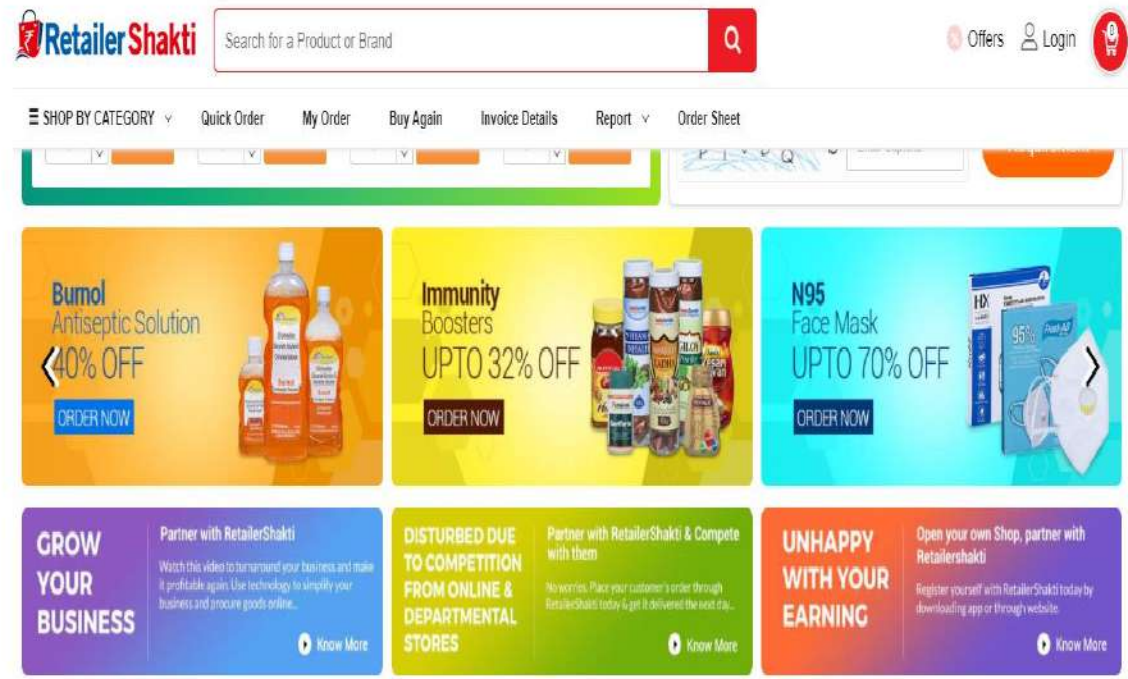 RetailerShakti
Search for a Product or Brand
Offers
Login
0
SHOP BY CATEGORY
Quick Order
My Order
Buy Again
Invoice Details
Report
Order Sheet
Bumol
Antiseptic Solution
40% OFF
ORDER NOW
Immunity
Boosters
UPTO 32% OFF
ORDER NOW
N95
Face Mask
UPTO 70% OFF
ORDER NOW
HX
95%
GROW
YOUR
BUSINESS
Partner with RetailerShakti
Watch this video to turnaround your business and make
it profitable again. Use technology to simplify your
business and procure goods online...
Know More
DISTURBED DUE
TO COMPETITION
FROM ONLINE &
DEPARTMENTAL
STORES
Partner with RetailerShakti & Compete
with them
No worries. Place your customer's order through
RetailerShakti today & get it delivered the next day...
Know More
UNHAPPY
WITH YOUR
EARNING
Open your own Shop, partner with
Retailershakti
Register yourself with RetailerShakti today by
downloading app or through website.
Know More